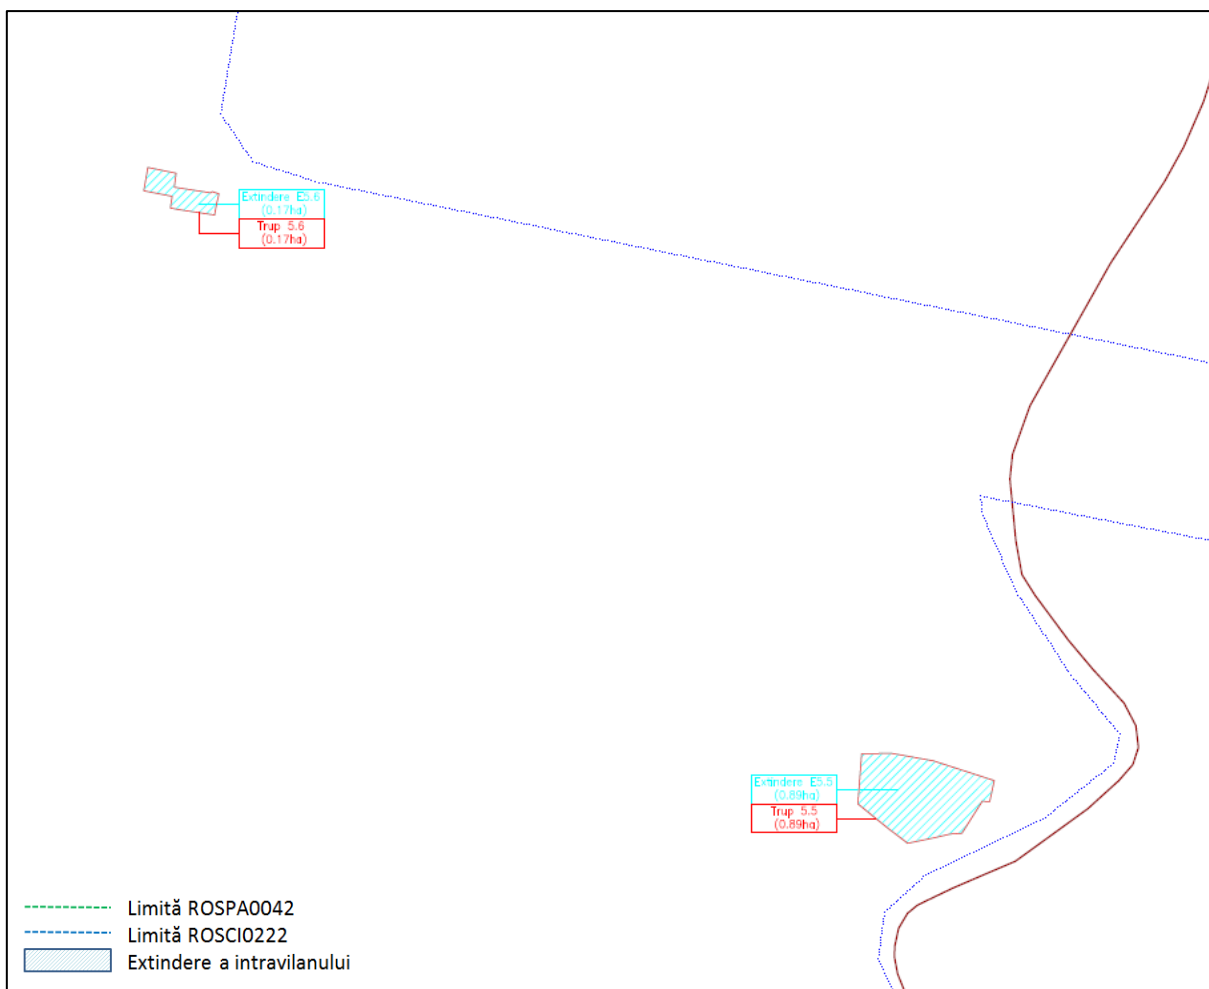 Extindere E5.6
(0.17ha)
Trup 5.6
(0.17ha)
Extindere E5.5
(0.89ha)
Trup 5.5
(0.89ha)
Limită ROSPA0042
Limită ROSCI0222
Extindere a intravilanului